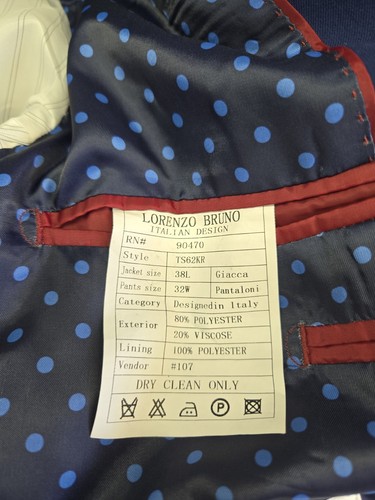 LORENZO BRUNO
ITALIAN DESIGN
RN# 90470
Style TS62KR
Jacket size 38L Giacca
Pants size 32W Pantaloni
Category Designedin Italy
Exterior 80% POLYESTER
20% VISCOSE
Lining 100% POLYESTER
Vendor #107
DRY CLEAN ONLY
P